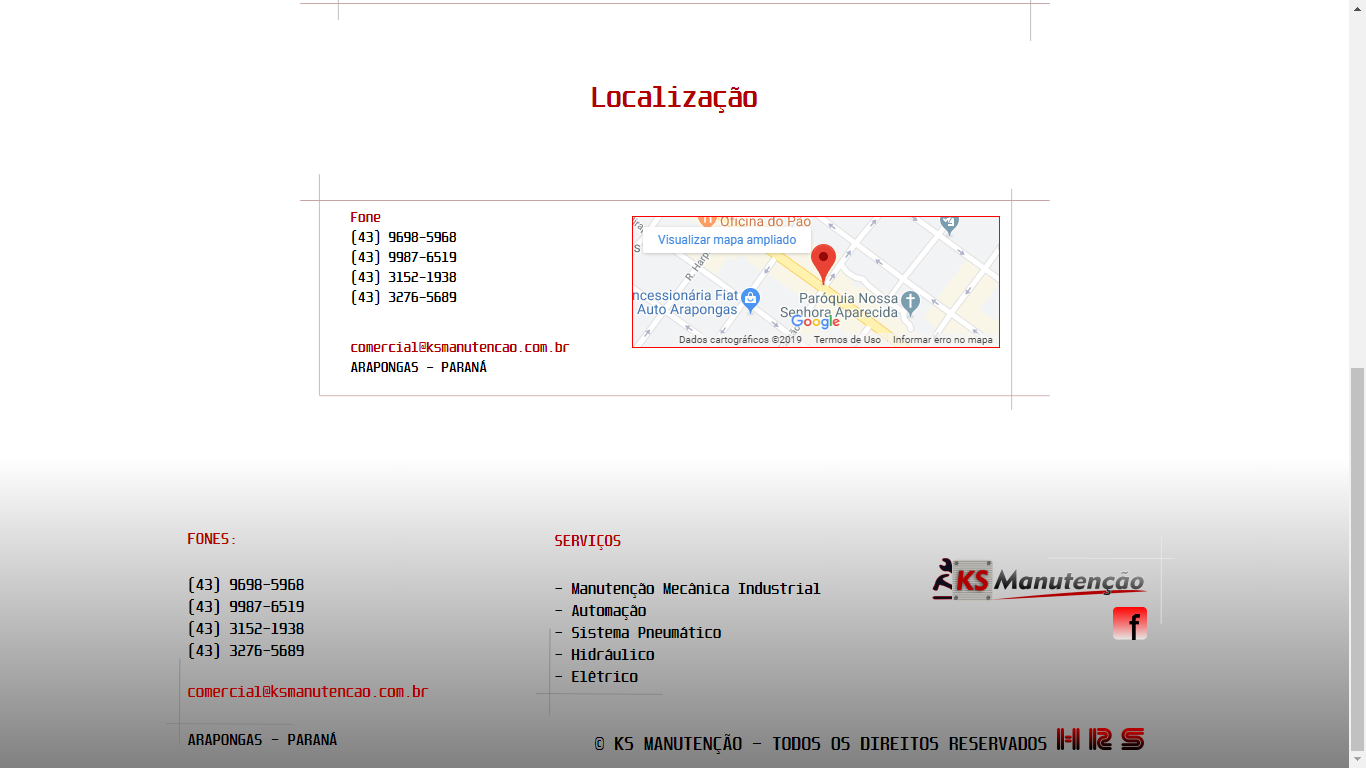 Localização
Fone
(43) 9698-5968
(43) 9987-6519
(43) 3152-1938
(43) 3276-5689
comercial@ksmanutencao.com.br
ARAPONGAS - PARANÁ
Oficina do Pão
Visualizar mapa ampliado
S
R. Harp
ncessionária Fiat
Auto Arapongas
Paróquia Nossa
Senhora Aparecida
Google
Dados cartográficos ©2019 Termos de Uso Informar erro no mapa
FONES:
(43) 9698-5968
(43) 9987-6519
(43) 3152-1938
(43) 3276-5689
comercial@ksmanutencao.com.br
ARAPONGAS - PARANÁ
SERVIÇOS
- Manutenção Mecânica Industrial
- Automação
- Sistema Pneumático
- Hidráulico
- Elétrico
KS Manutenção
f
© KS MANUTENÇÃO - TODOS OS DIREITOS RESERVADOS HRS